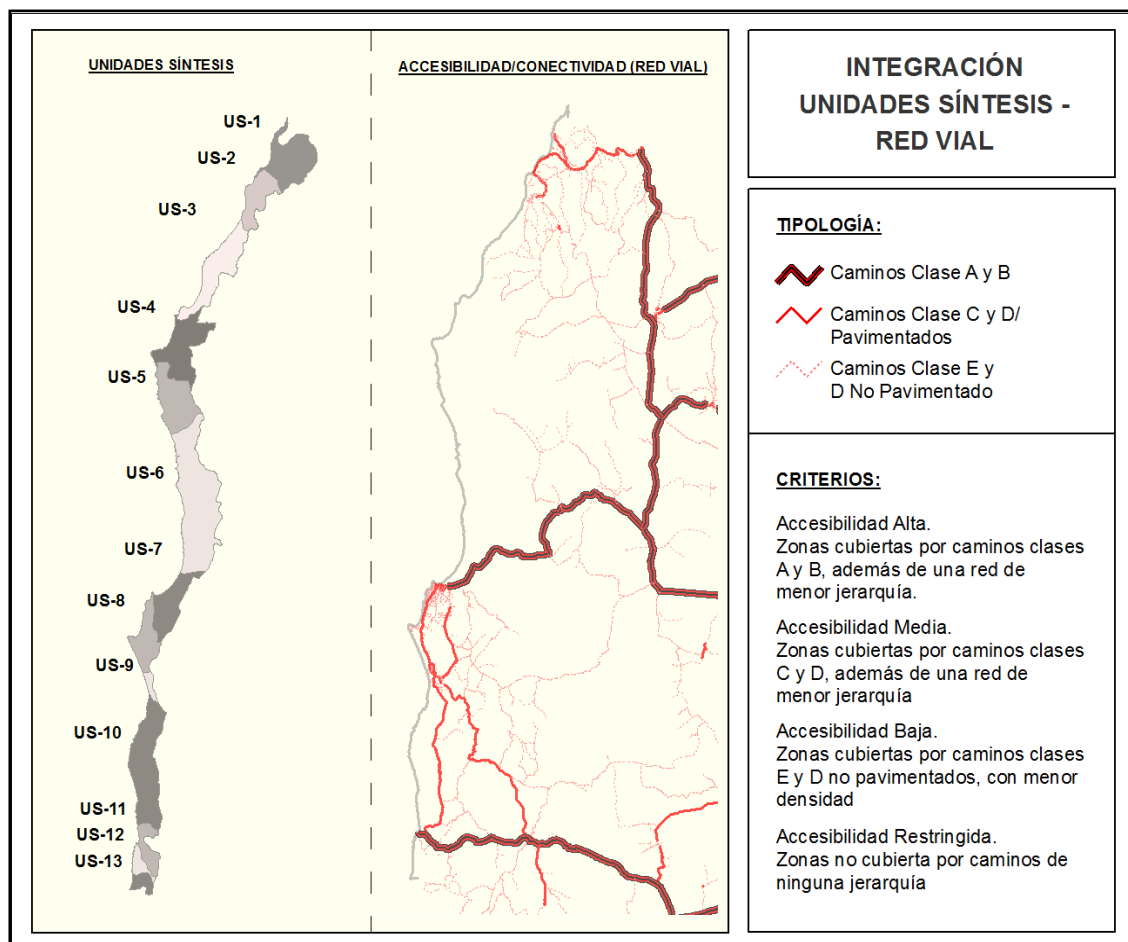 UNIDADES SÍNTESIS
US-1
US-2
US-3
US-4
US-5
US-6
US-7
US-8
US-9
US-10
US-11
US-12
US-13
ACCESIBILIDAD/CONECTIVIDAD (RED VIAL)
INTEGRACIÓN
UNIDADES SÍNTESIS -
RED VIAL
TIPOLOGÍA:
Caminos Clase A y B
Caminos Clase C y D/
Pavimentados
Caminos Clase E y
D No Pavimentado
CRITERIOS:
Accesibilidad Alta.
Zonas cubiertas por caminos clases
A y B, además de una red de
menor jerarquía.
Accesibilidad Media.
Zonas cubiertas por caminos clases
C y D, además de una red de
menor jerarquía
Accesibilidad Baja.
Zonas cubiertas por caminos clases
E y D no pavimentados, con menor
densidad
Accesibilidad Restringida.
Zonas no cubierta por caminos de
ninguna jerarquía